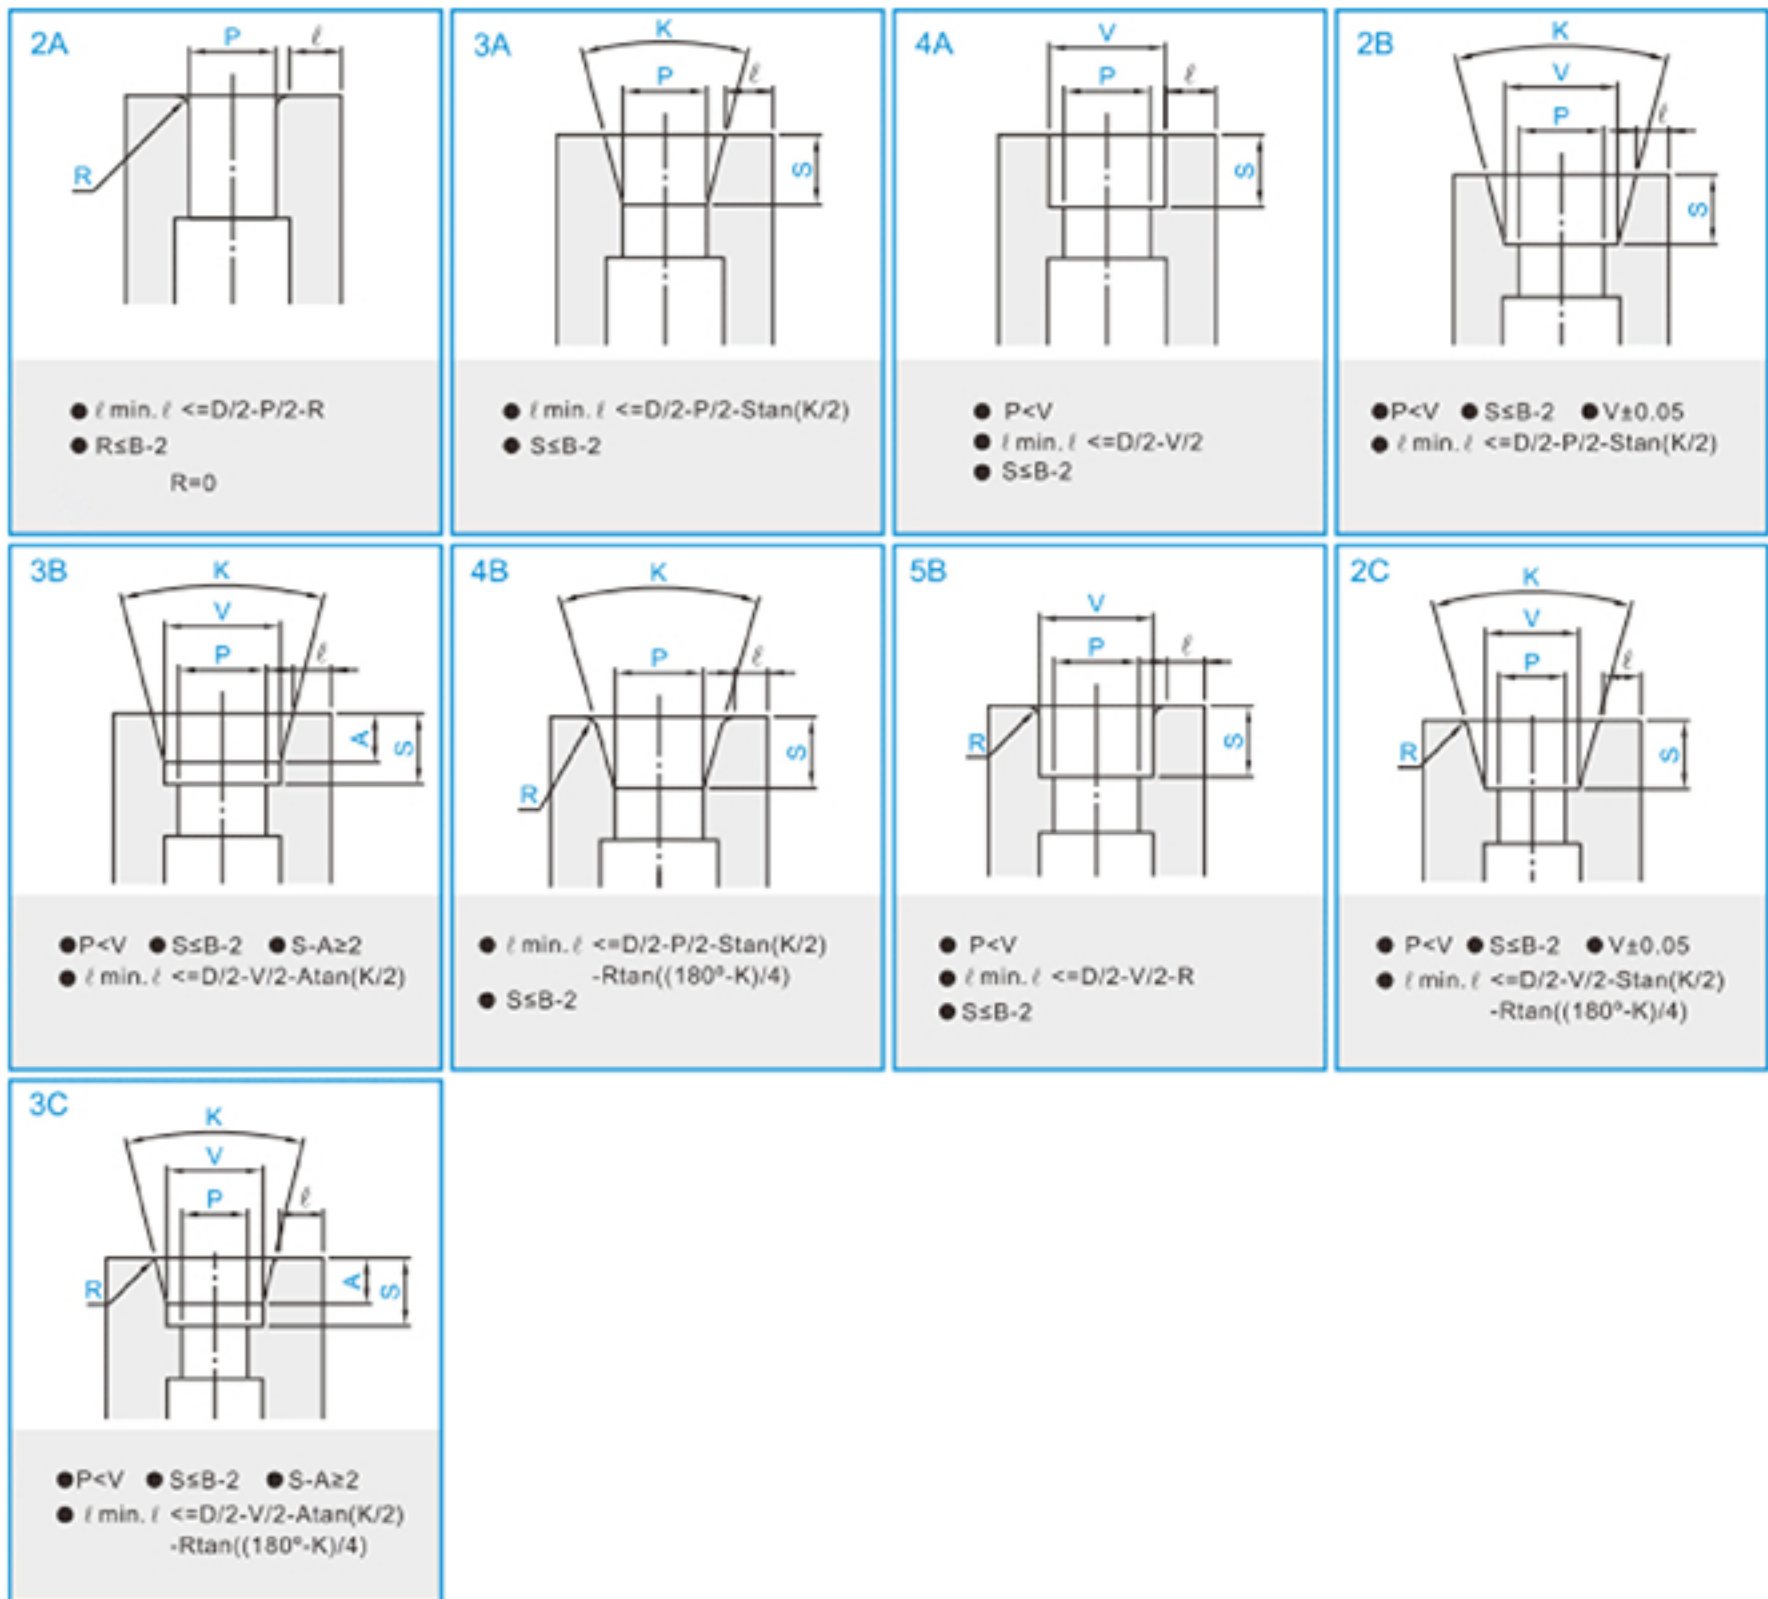 2A
P
ℓ
R
● ℓ min. ℓ <=D/2-P/2-R
● R≤B-2
R=0
3A
K
P
ℓ
S
● ℓ min. ℓ <=D/2-P/2-Stan(K/2)
● S≤B-2
4A
V
P
ℓ
S
● P<V
● ℓ min. ℓ <=D/2-V/2
● S≤B-2
2B
K
V
P
ℓ
S
●P<V ●S≤B-2 ●V±0.05
● ℓ min. ℓ <=D/2-P/2-Stan(K/2)
3B
K
V
P
ℓ
A
S
●P<V ●S≤B-2 ●S-A≥2
● ℓ min. ℓ <=D/2-V/2-Atan(K/2)
4B
K
P
ℓ
S
R
● ℓ min. ℓ <=D/2-P/2-Stan(K/2)
-Rtan((180°-K)/4)
● S≤B-2
5B
V
P
ℓ
R
S
● P<V
● ℓ min. ℓ <=D/2-V/2-R
●S≤B-2
2C
K
V
P
ℓ
R
S
● P<V ●S≤B-2 ●V±0.05
● ℓ min. ℓ <=D/2-V/2-Stan(K/2)
-Rtan((180°-K)/4)
3C
K
V
P
ℓ
R
A
S
●P<V ●S≤B-2 ●S-A≥2
● ℓ min. ℓ <=D/2-V/2-Atan(K/2)
-Rtan((180°-K)/4)